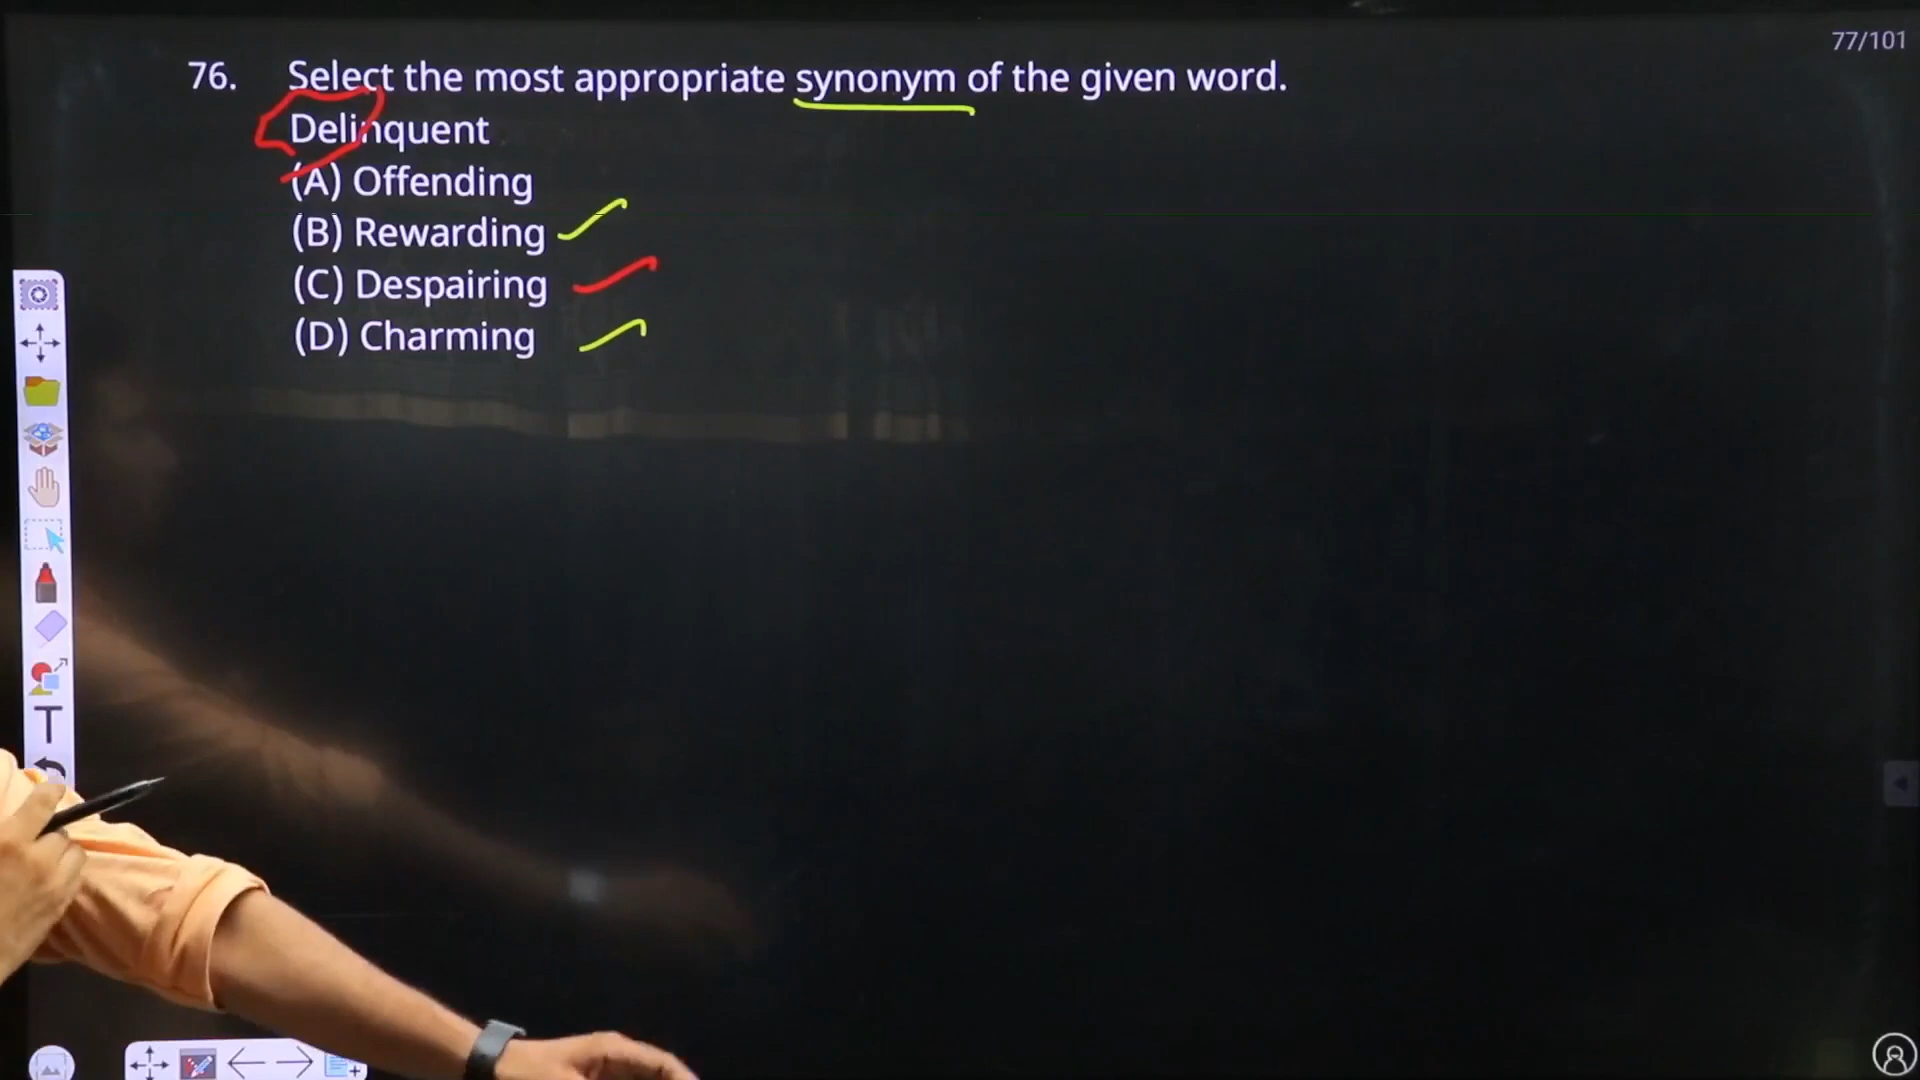 77/101
76. Select the most appropriate synonym of the given word.
Delinquent
(A) Offending
(B) Rewarding
(C) Despairing
(D) Charming
T